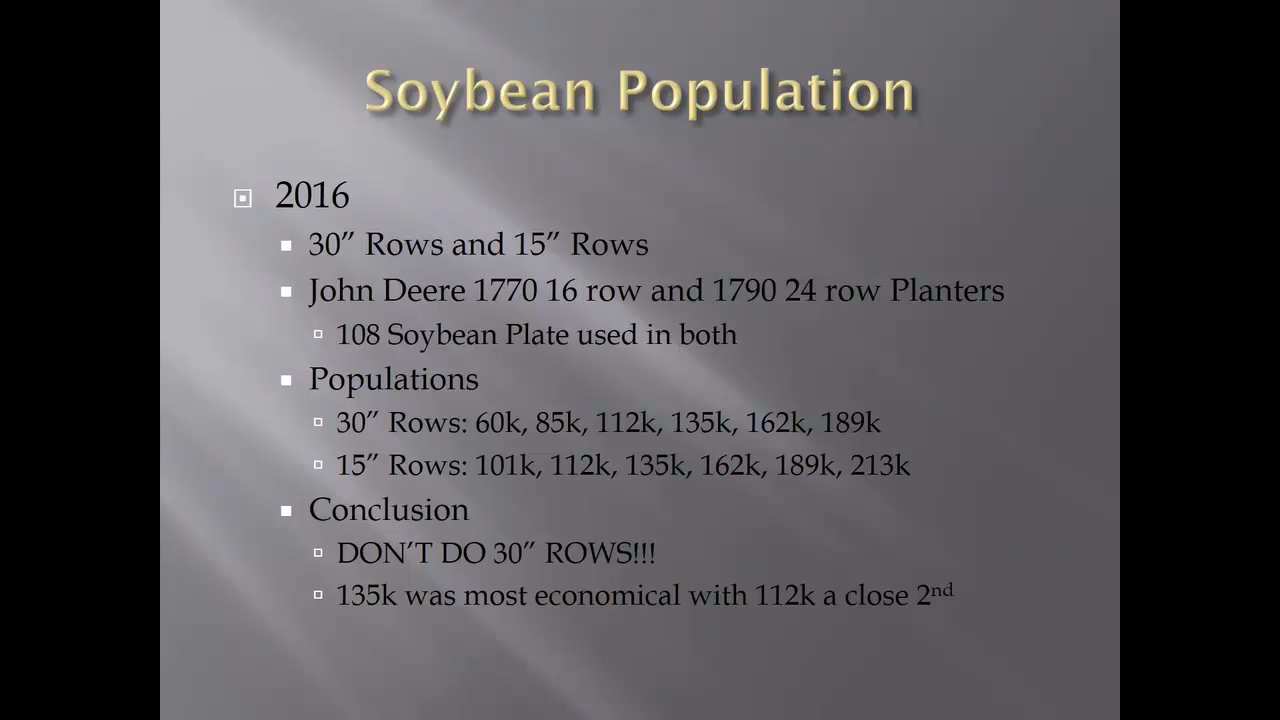 Soybean Population
2016
30” Rows and 15” Rows
John Deere 1770 16 row and 1790 24 row Planters
108 Soybean Plate used in both
Populations
30” Rows: 60k, 85k, 112k, 135k, 162k, 189k
15” Rows: 101k, 112k, 135k, 162k, 189k, 213k
Conclusion
DON’T DO 30” ROWS!!!
135k was most economical with 112k a close 2nd